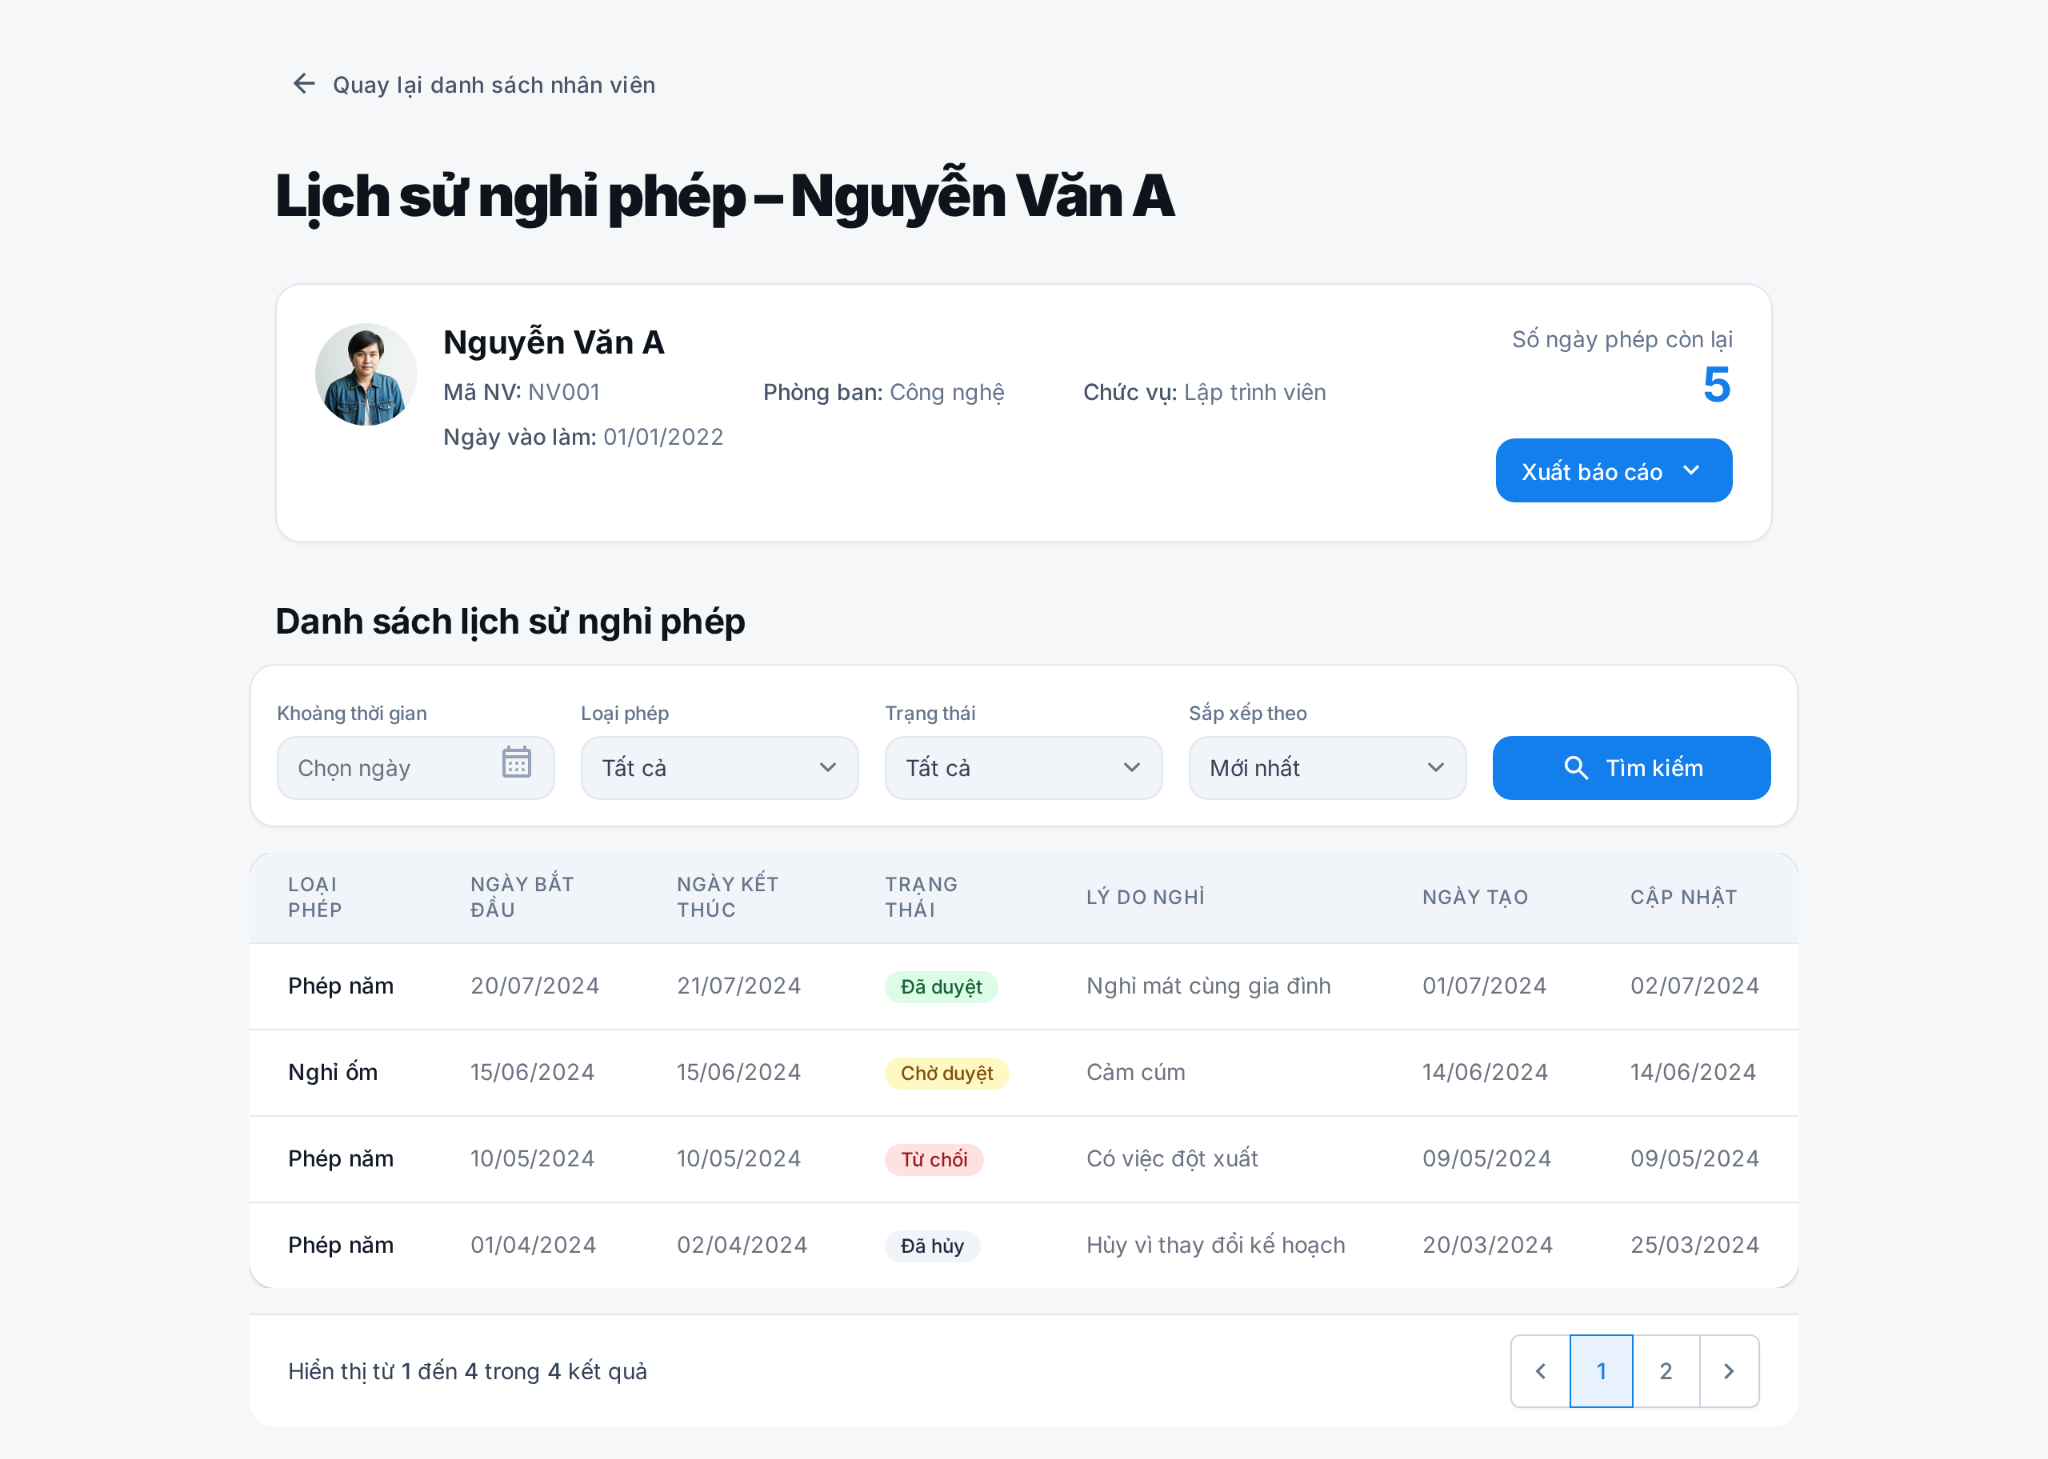 Quay lại danh sách nhân viên
Lịch sử nghỉ phép – Nguyễn Văn A
Nguyễn Văn A
Mã NV: NV001 Phòng ban: Công nghệ Chức vụ: Lập trình viên
Ngày vào làm: 01/01/2022
Số ngày phép còn lại
5
Xuất báo cáo
Danh sách lịch sử nghỉ phép
Khoảng thời gian Loại phép Trạng thái Sắp xếp theo
Chọn ngày Tất cả Tất cả Mới nhất Tìm kiếm
LOẠI PHÉP NGÀY BẮT ĐẦU NGÀY KẾT THÚC TRẠNG THÁI LÝ DO NGHỈ NGÀY TẠO CẬP NHẬT
Phép năm 20/07/2024 21/07/2024 Đã duyệt Nghỉ mát cùng gia đình 01/07/2024 02/07/2024
Nghỉ ốm 15/06/2024 15/06/2024 Chờ duyệt Cảm cúm 14/06/2024 14/06/2024
Phép năm 10/05/2024 10/05/2024 Từ chối Có việc đột xuất 09/05/2024 09/05/2024
Phép năm 01/04/2024 02/04/2024 Đã hủy Hủy vì thay đổi kế hoạch 20/03/2024 25/03/2024
Hiển thị từ 1 đến 4 trong 4 kết quả
1 2